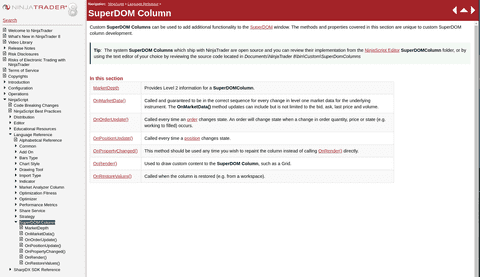 NINJATRADER
Search
Welcome to NinjaTrader
What's New in NinjaTrader 8
Video Library
Release Notes
Risk Disclosures
Risks of Electronic Trading with NinjaTrader
Terms of Service
Copyrights
Introduction
Configuration
Operations
NinjaScript
Code Breaking Changes
NinjaScript Best Practices
Distribution
Editor
Educational Resources
Language Reference
Alphabetical Reference
Common
Add On
Bars Type
Chart Style
Drawing Tool
Import Type
Indicator
Market Analyzer Column
Optimization Fitness
Optimizer
Performance Metrics
Share Service
Strategy
SuperDOM Column
MarketDepth
OnMarketData()
OnOrderUpdate()
OnPositionUpdate()
OnPropertyChanged()
OnRender()
OnRestoreValues()
SharpDX SDK Reference
Navigation: NinjaScript > Language Reference >
SuperDOM Column
Custom SuperDOM Columns can be used to add additional functionality to the SuperDOM window. The methods and properties covered in this section are unique to custom SuperDOM
column development.
Tip: The system SuperDOM Columns which ship with NinjaTrader are open source and you can review their implementation from the NinjaScript Editor SuperDOMColumn folder, or by
using the text editor of your choice by reviewing the source code located in Documents\NinjaTrader 8\bin\Custom\SuperDomColumns
In this section
MarketDepth Provides Level 2 information for a SuperDOMColumn.
OnMarketData() Called and guaranteed to be in the correct sequence for every change in level one market data for the underlying
instrument. The OnMarketData() method updates can include but is not limited to the bid, ask, last price and volume.
OnOrderUpdate() Called every time an order changes state. An order will change state when a change in order quantity, price or state (e.g.
working to filled) occurs.
OnPositionUpdate() Called every time a position changes state.
OnPropertyChanged() This method should be used any time you wish to repaint the column instead of calling OnRender() directly.
OnRender() Used to draw custom content to the SuperDOM Column, such as a Grid.
OnRestoreValues() Called when the column is restored (e.g. from a workspace).